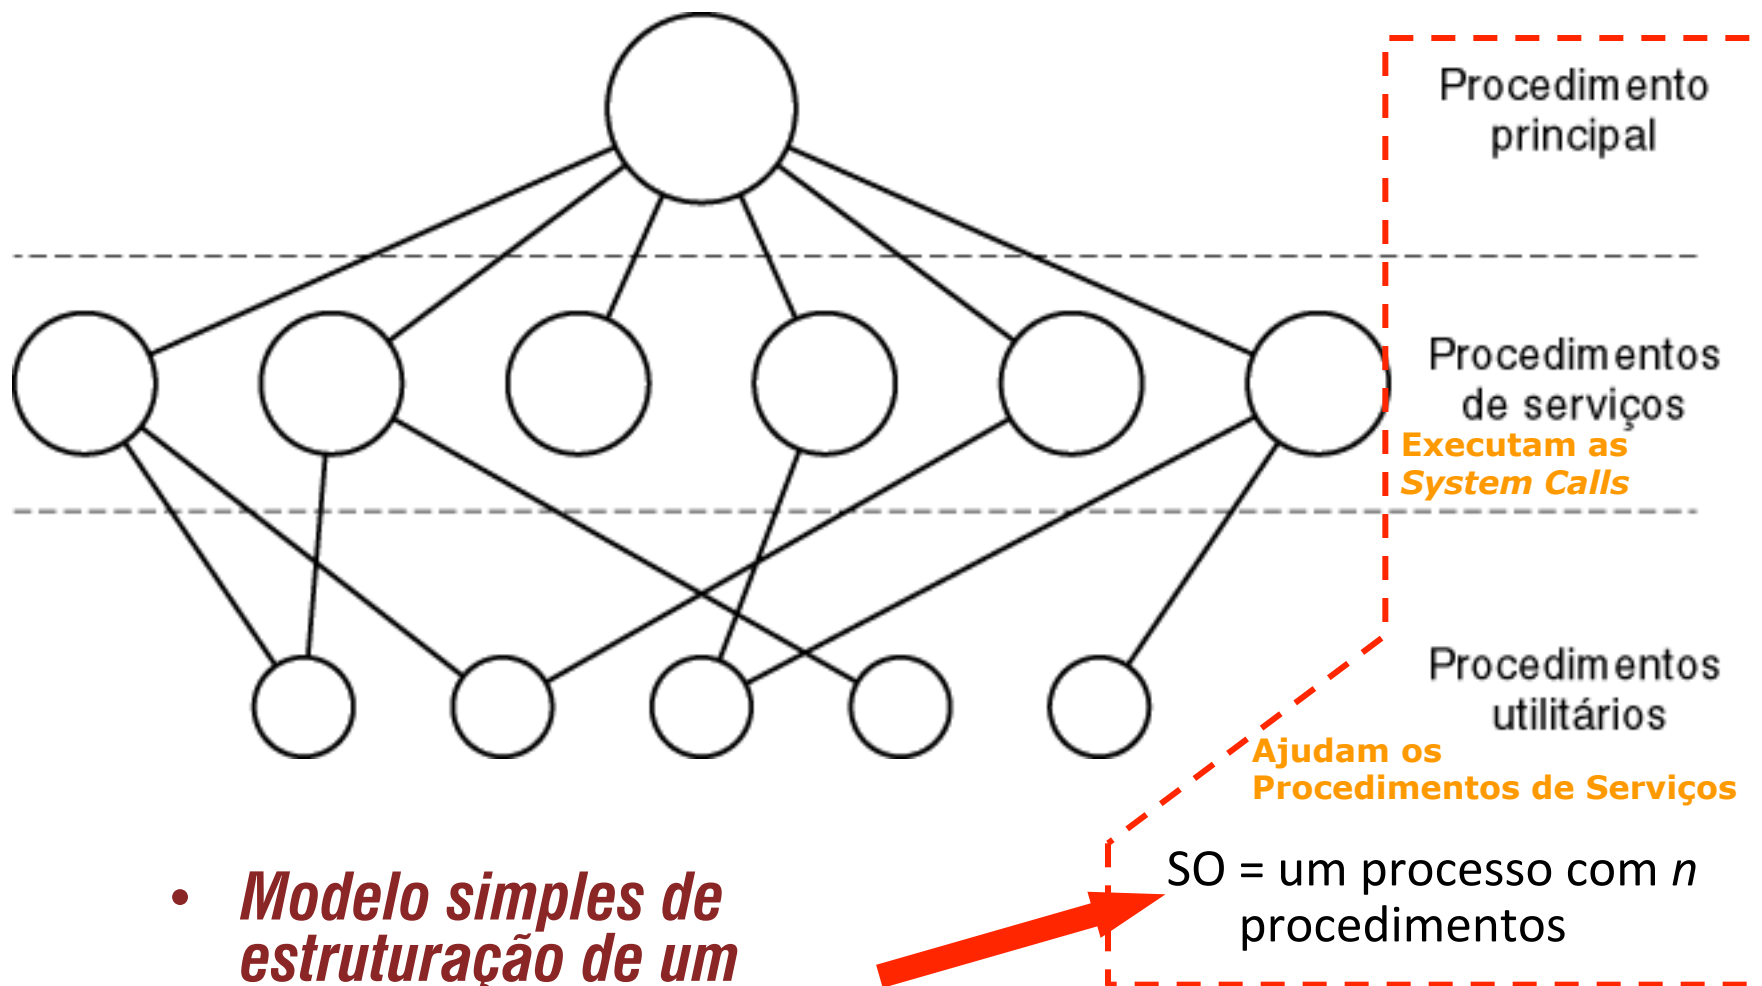 Procedimento
principal
Procedimentos
de serviços
Executam as
System Calls
Procedimentos
utilitários
Ajudam os
Procedimentos de Serviços
SO = um processo com n
procedimentos
• Modelo simples de
estruturação de um